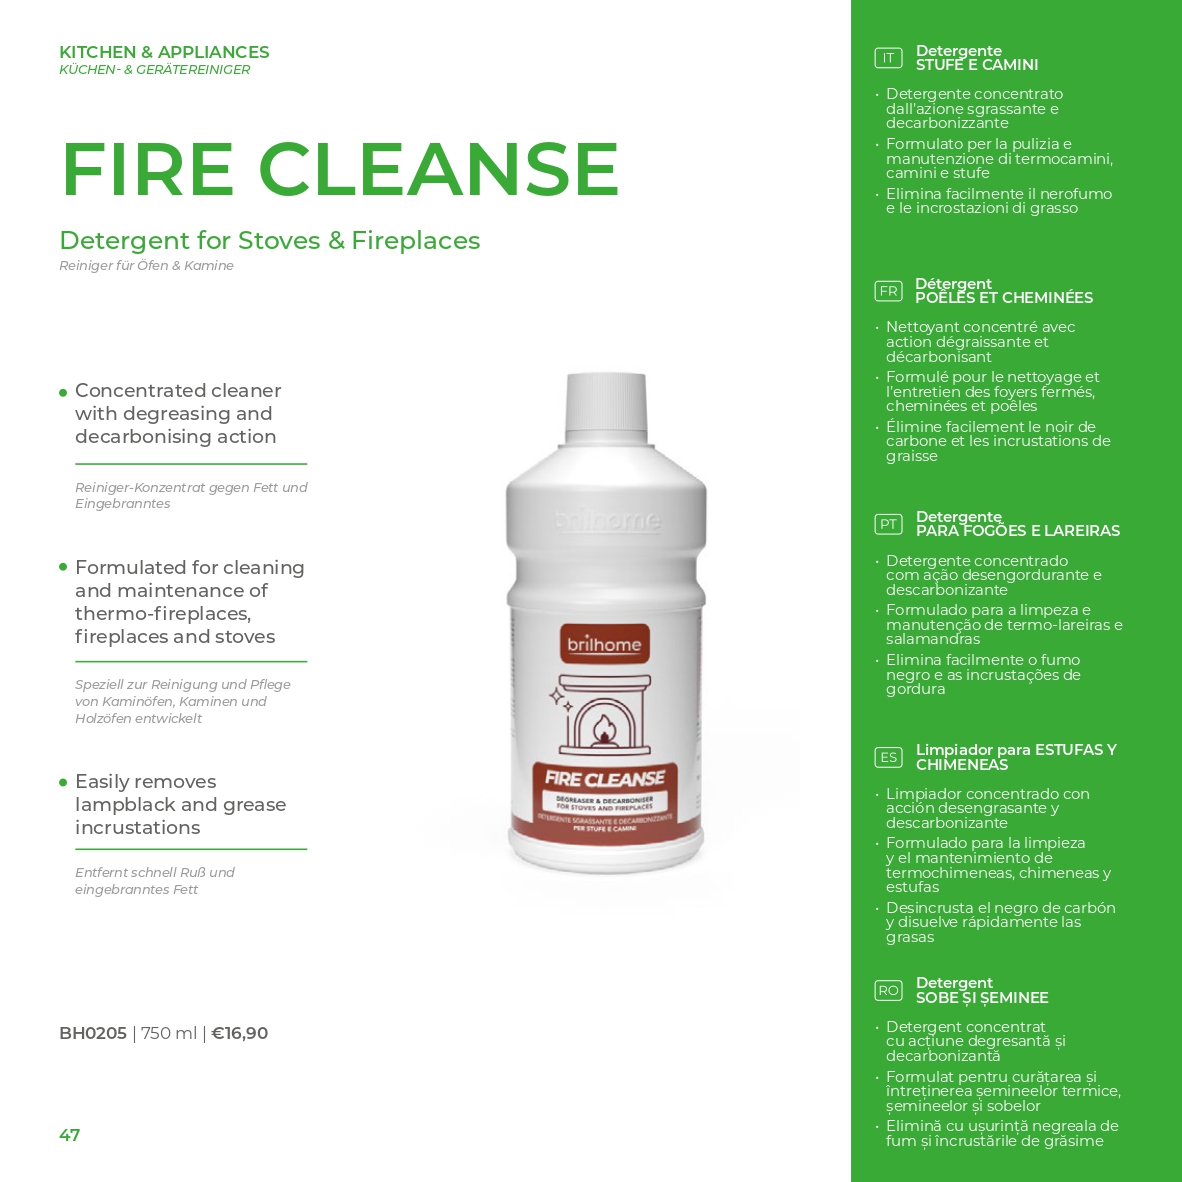 KITCHEN & APPLIANCES
KÜCHEN- & GERÄTEREINIGER
FIRE CLEANSE
Detergent for Stoves & Fireplaces
Reiniger für Öfen & Kamine
Concentrated cleaner
with degreasing and
decarbonising action
Reiniger-Konzentrat gegen Fett und
Eingebranntes
Formulated for cleaning
and maintenance of
thermo-fireplaces,
fireplaces and stoves
Speziell zur Reinigung und Pflege
von Kaminöfen, Kaminen und
Holzöfen entwickelt
Easily removes
lampblack and grease
incrustations
Entfernt schnell Ruß und
eingebranntes Fett
brilhome
brilhome
FIRE CLEANSE
DEGREASER & DECARBONISER
FOR STOVES AND FIREPLACES
DETERGENTE SGRASSANTE E DECARBONIZZANTE
PER STUFE E CAMINI
BH0205 | 750 ml | €16,90
47
IT
Detergente
STUFE E CAMINI
• Detergente concentrato
dall'azione sgrassante e
decarbonizzante
• Formulato per la pulizia e
manutenzione di termocamini,
camini e stufe
• Elimina facilmente il nerofumo
e le incrostazioni di grasso
FR
Détergent
POÊLES ET CHEMINÉES
• Nettoyant concentré avec
action dégraissante et
décarbonisant
• Formulé pour le nettoyage et
l'entretien des foyers fermés,
cheminées et poêles
• Élimine facilement le noir de
carbone et les incrustations de
graisse
PT
Detergente
PARA FOGÕES E LAREIRAS
• Detergente concentrado
com ação desengordurante e
descarbonizante
• Formulado para a limpeza e
manutenção de termo-lareiras e
salamandras
• Elimina facilmente o fumo
negro e as incrustações de
gordura
ES
Limpiador para ESTUFAS Y
CHIMENEAS
• Limpiador concentrado con
acción desengrasante y
descarbonizante
• Formulado para la limpieza
y el mantenimiento de
termochimeneas, chimeneas y
estufas
• Desincrusta el negro de carbón
y disuelve rápidamente las
grasas
RO
Detergent
SOBE ȘI ȘEMINEE
• Detergent concentrat
cu acțiune degresantă și
decarbonizantă
• Formulat pentru curățarea și
întreținerea șemineelor termice,
șemineelor și sobelor
• Elimină cu ușurință negreala de
fum și încrustările de grăsime